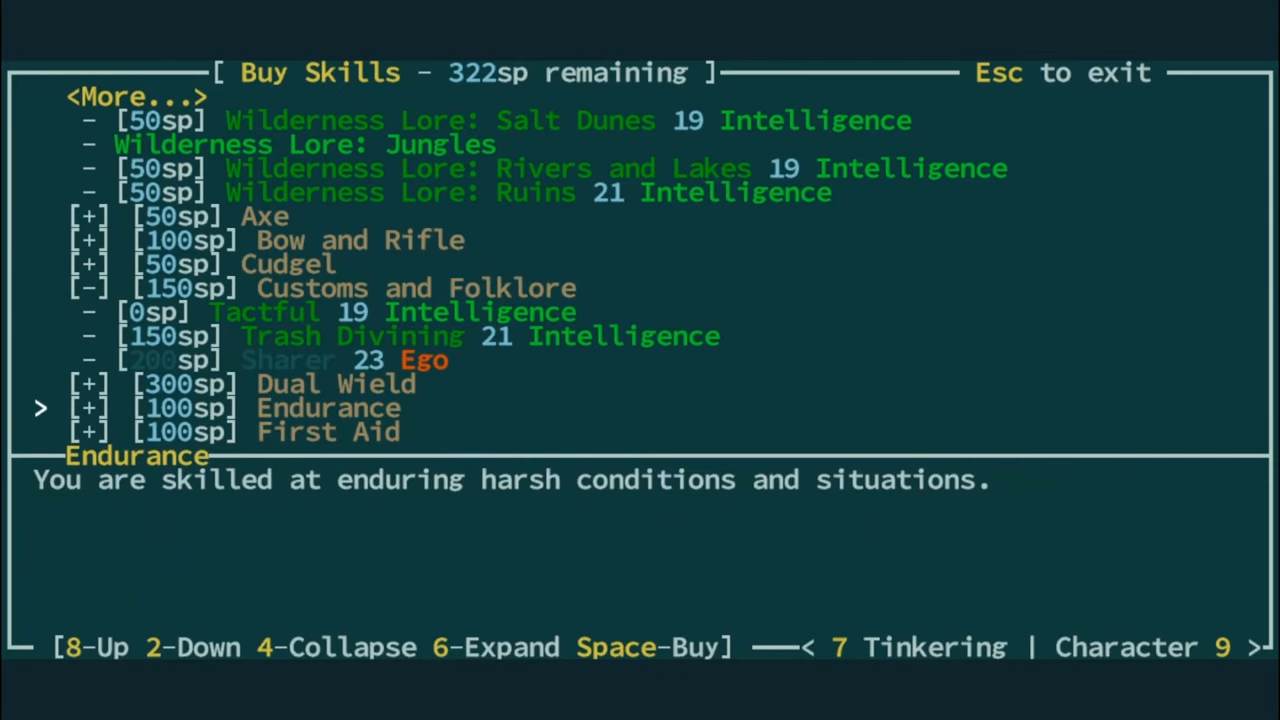 [ Buy Skills - 322sp remaining ] Esc to exit
<More...>
- [50sp] Wilderness Lore: Salt Dunes 19 Intelligence
- Wilderness Lore: Jungles
- [50sp] Wilderness Lore: Rivers and Lakes 19 Intelligence
- [50sp] Wilderness Lore: Ruins 21 Intelligence
[+] [50sp] Axe
[+] [100sp] Bow and Rifle
[+] [50sp] Cudgel
[-] [150sp] Customs and Folklore
- [0sp] Tactful 19 Intelligence
- [150sp] Trash Divining 21 Intelligence
- [200sp] Sharer 23 Ego
[+] [300sp] Dual Wield
> [+] [100sp] Endurance
[+] [100sp] First Aid
Endurance
You are skilled at enduring harsh conditions and situations.
[8-Up 2-Down 4-Collapse 6-Expand Space-Buy] < 7 Tinkering | Character 9 >